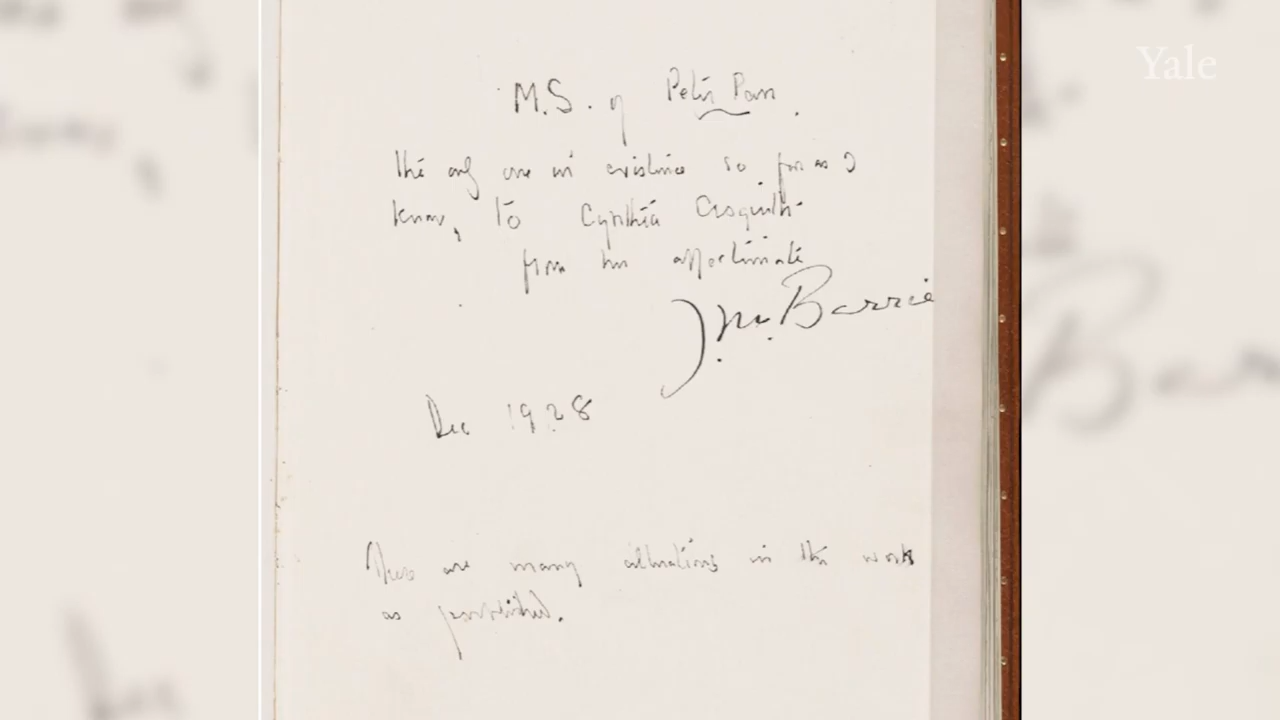 Yale
M.S. of Peter Pan.
The only one in existence so far as I
know, to Cynthia Asquith
from her affectionate
J. M. Barrie
Dec 1928
There are many alterations in the work
as published.